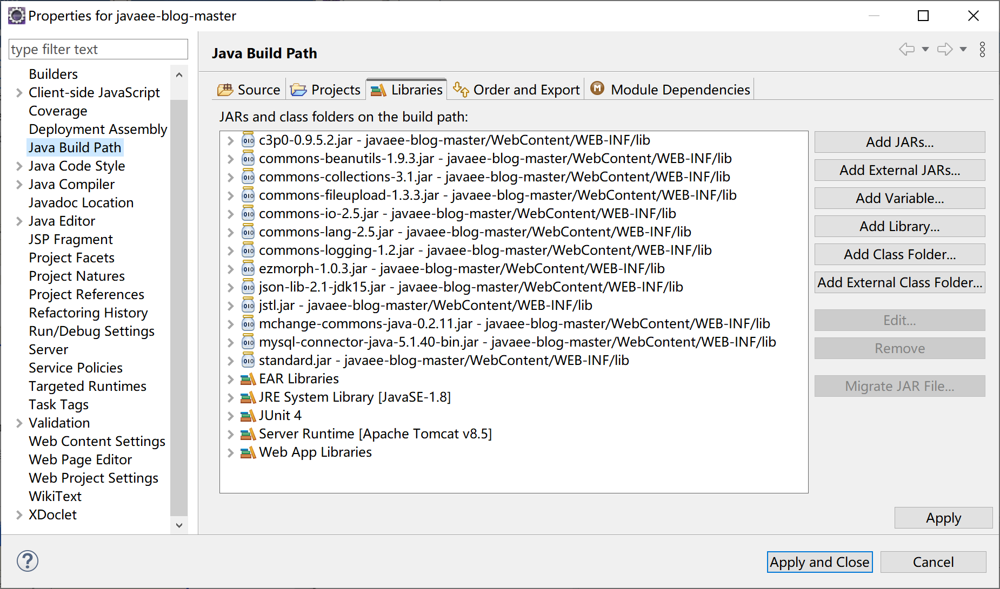 Properties for javaee-blog-master
type filter text
Builders
Client-side JavaScript
Coverage
Deployment Assembly
Java Build Path
Java Code Style
Java Compiler
Javadoc Location
Java Editor
JSP Fragment
Project Facets
Project Natures
Project References
Refactoring History
Run/Debug Settings
Server
Service Policies
Targeted Runtimes
Task Tags
Validation
Web Content Settings
Web Page Editor
Web Project Settings
WikiText
XDoclet
Java Build Path
Source Projects Libraries Order and Export Module Dependencies
JARs and class folders on the build path:
c3p0-0.9.5.2.jar - javaee-blog-master/WebContent/WEB-INF/lib
commons-beanutils-1.9.3.jar - javaee-blog-master/WebContent/WEB-INF/lib
commons-collections-3.1.jar - javaee-blog-master/WebContent/WEB-INF/lib
commons-fileupload-1.3.3.jar - javaee-blog-master/WebContent/WEB-INF/lib
commons-io-2.5.jar - javaee-blog-master/WebContent/WEB-INF/lib
commons-lang-2.5.jar - javaee-blog-master/WebContent/WEB-INF/lib
commons-logging-1.2.jar - javaee-blog-master/WebContent/WEB-INF/lib
ezmorph-1.0.3.jar - javaee-blog-master/WebContent/WEB-INF/lib
json-lib-2.1-jdk15.jar - javaee-blog-master/WebContent/WEB-INF/lib
jstl.jar - javaee-blog-master/WebContent/WEB-INF/lib
mchange-commons-java-0.2.11.jar - javaee-blog-master/WebContent/WEB-INF/lib
mysql-connector-java-5.1.40-bin.jar - javaee-blog-master/WebContent/WEB-INF/lib
standard.jar - javaee-blog-master/WebContent/WEB-INF/lib
EAR Libraries
JRE System Library [JavaSE-1.8]
JUnit 4
Server Runtime [Apache Tomcat v8.5]
Web App Libraries
Add JARs...
Add External JARs...
Add Variable...
Add Library...
Add Class Folder...
Add External Class Folder...
Edit...
Remove
Migrate JAR File...
Apply
Apply and Close
Cancel